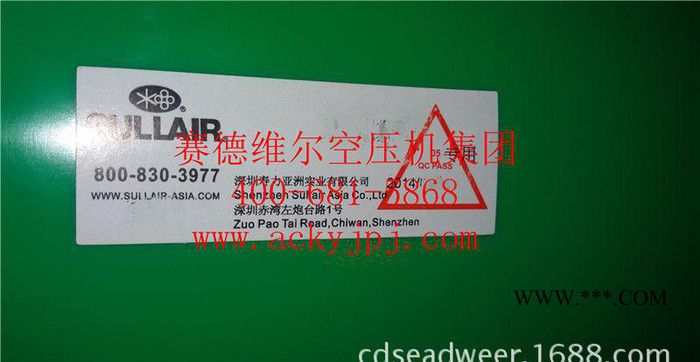 SULLAIR®
赛德维尔空压机集团
05 专用
QC PASS
800-830-3977
深圳寿力亚洲实业有限公司
2014
WWW.SULLAIR-ASIA.COM
Shenzhen Sullair Asia Co.,Ltd
深圳赤湾左炮台路1号
Zuo Pao Tai Road,Chiwan,Shenzhen
www.ackyjpj.com
WWW.***.COM
cdseadweer.1688.com